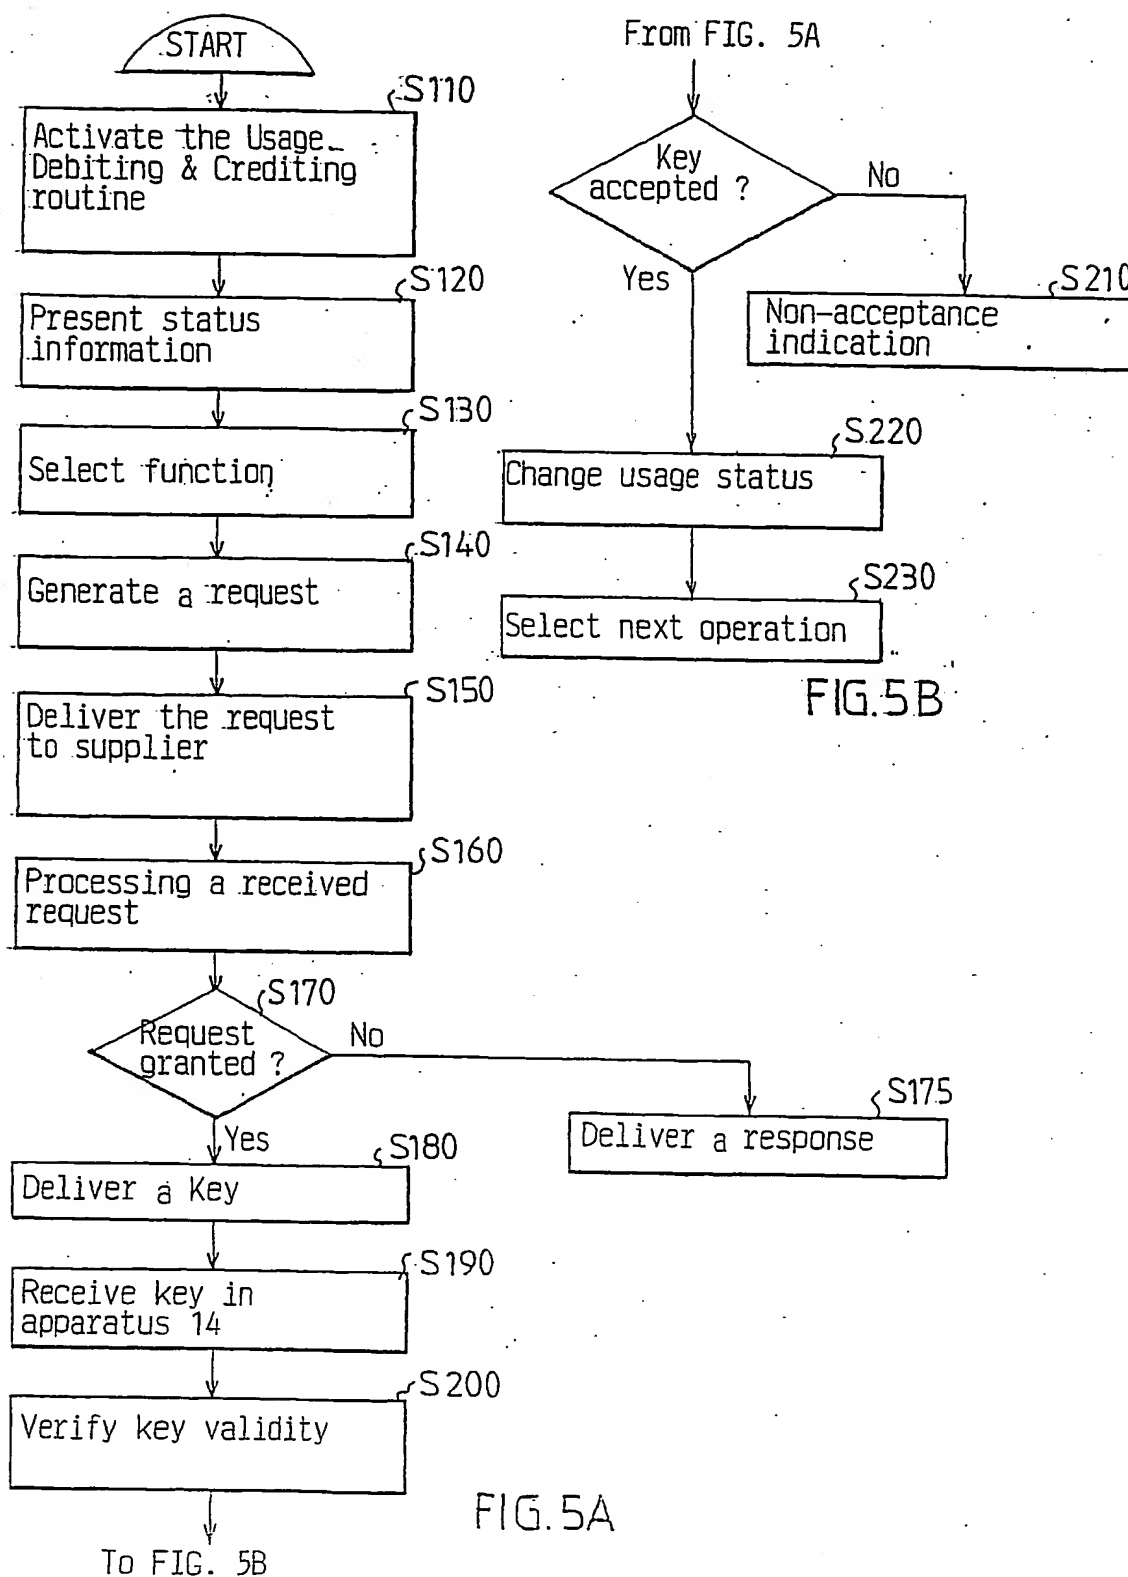 START
S110
Activate the Usage
Debiting & Crediting
routine
S120
Present status
information
S130
Select function
S140
Generate a request
S150
Deliver the request
to supplier
S160
Processing a received
request
S170
Request
granted ?
No
S175
Deliver a response
Yes
S180
Deliver a Key
S190
Receive key in
apparatus 14
S200
Verify key validity
To FIG. 5B
FIG. 5A
From FIG. 5A
Key
accepted ?
No
Yes
S210
Non-acceptance
indication
S220
Change usage status
S230
Select next operation
FIG. 5B